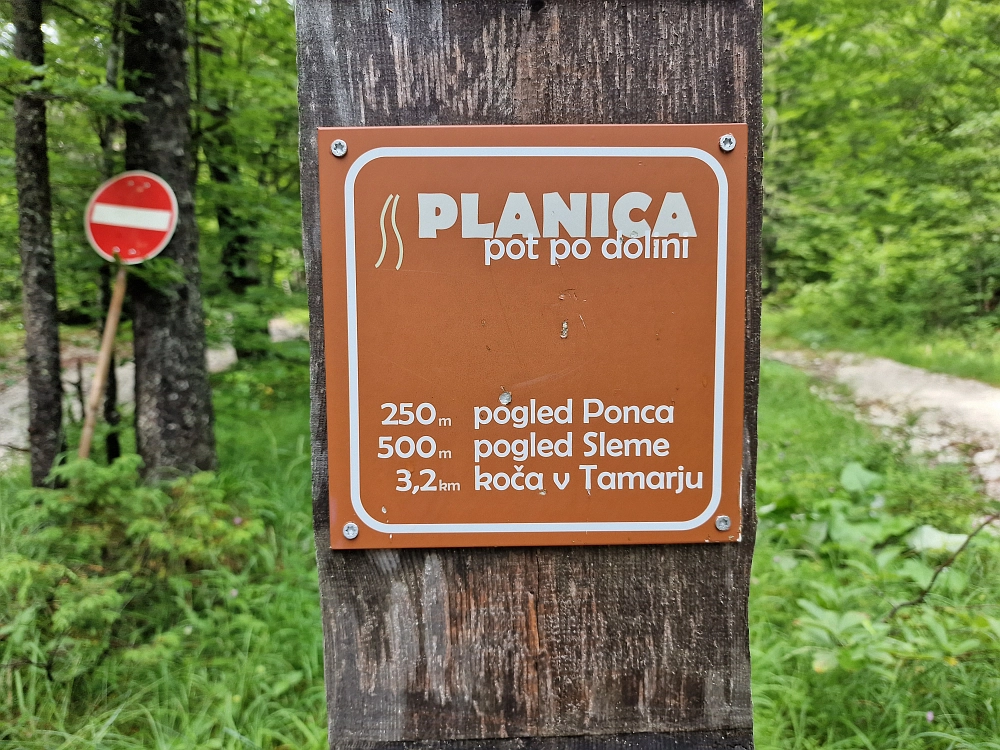 PLANICA
pot po dolini
250m pogled Ponca
500m pogled Sleme
3,2km koča v Tamarju